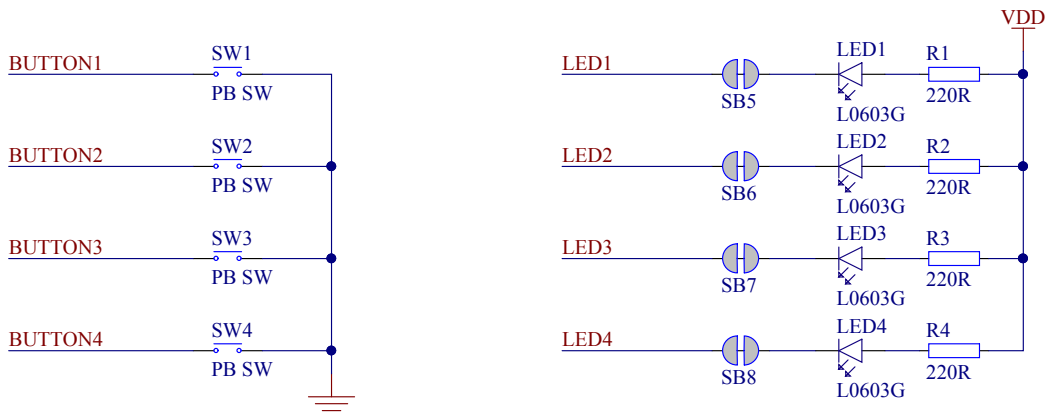 VDD
BUTTON1
SW1
PB SW
LED1
SB5
LED1
L0603G
R1
220R
BUTTON2
SW2
PB SW
LED2
SB6
LED2
L0603G
R2
220R
BUTTON3
SW3
PB SW
LED3
SB7
LED3
L0603G
R3
220R
BUTTON4
SW4
PB SW
LED4
SB8
LED4
L0603G
R4
220R